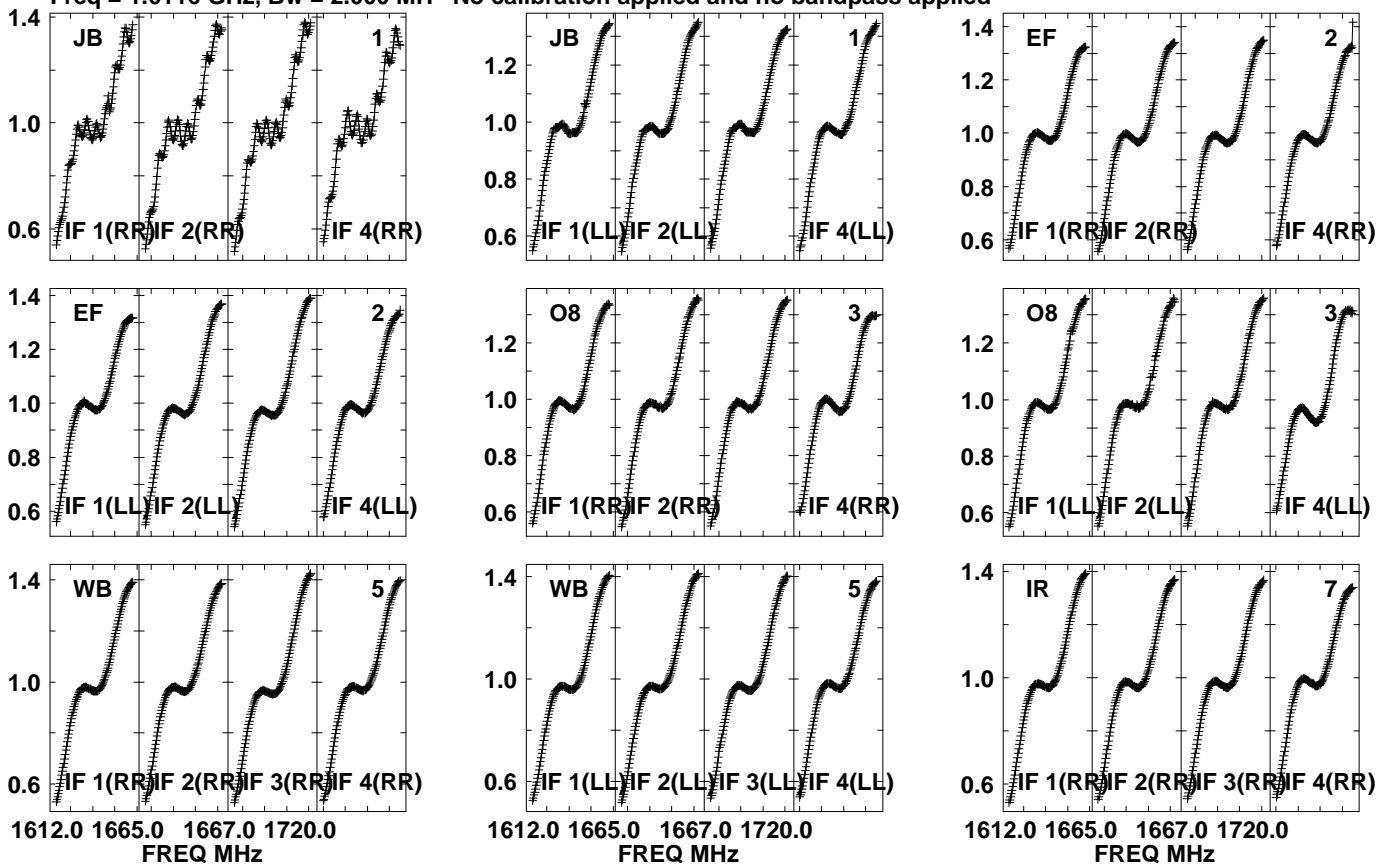 No calibration applied and no bandpass applied
JB 1
1.4
1.2
1.0
0.8
0.6
IF 1(RR) IF 2(RR) IF 4(RR)
JB 1
1.2
1.0
0.8
0.6
IF 1(LL) IF 2(LL) IF 4(LL)
EF 2
1.4
1.2
1.0
0.8
0.6
IF 1(RR) IF 2(RR) IF 4(RR)
EF 2
1.4
1.2
1.0
0.8
0.6
IF 1(LL) IF 2(LL) IF 4(LL)
O8 3
1.2
1.0
0.8
0.6
IF 1(RR) IF 2(RR) IF 4(RR)
O8 3
1.2
1.0
0.8
0.6
IF 1(LL) IF 2(LL) IF 4(LL)
WB 5
1.4
1.0
0.6
IF 1(RR) IF 2(RR) IF 3(RR) IF 4(RR)
1612.0 1665.0 1667.0 1720.0
FREQ MHz
WB 5
1.4
1.0
0.6
IF 1(LL) IF 2(LL) IF 3(LL) IF 4(LL)
1612.0 1665.0 1667.0 1720.0
FREQ MHz
IR 7
1.4
1.0
0.6
IF 1(RR) IF 2(RR) IF 3(RR) IF 4(RR)
1612.0 1665.0 1667.0 1720.0
FREQ MHz